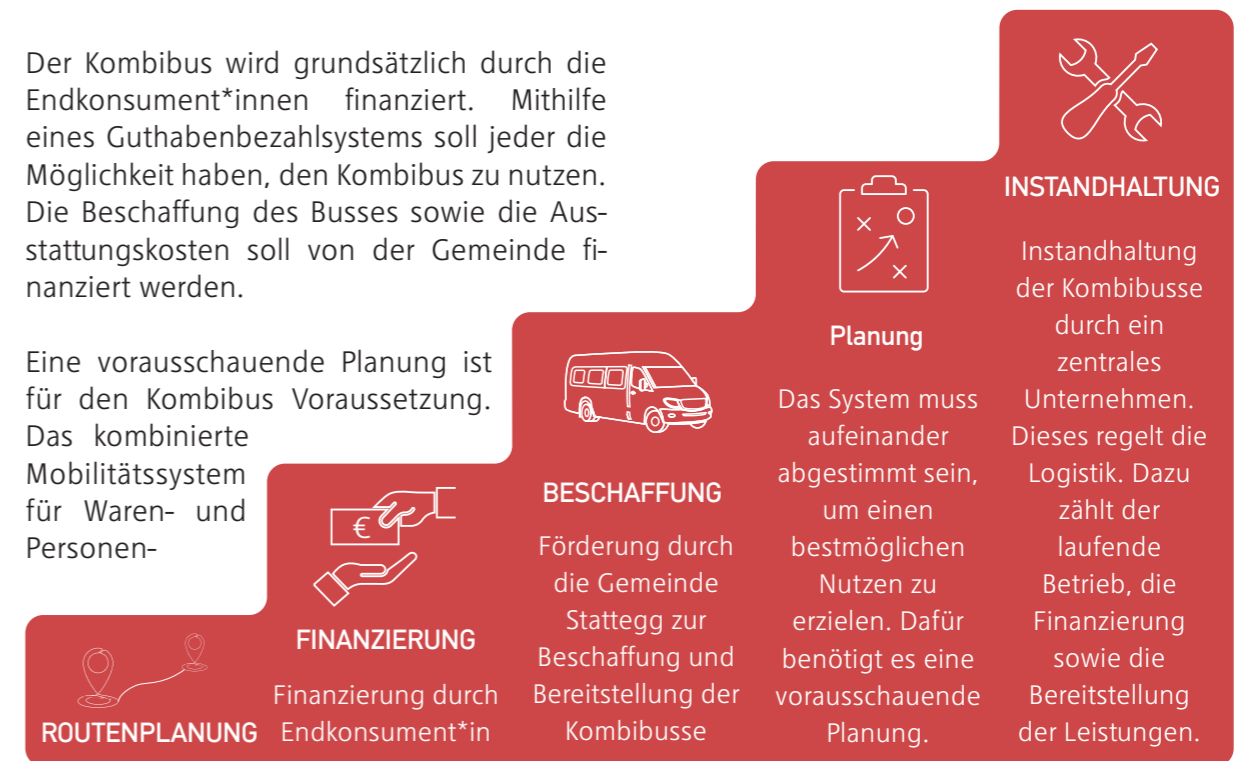 Der Kombibus wird grundsätzlich durch die
Endkonsument*innen finanziert. Mithilfe
eines Guthabenbezahlsystems soll jeder die
Möglichkeit haben, den Kombibus zu nutzen.
Die Beschaffung des Busses sowie die Aus-
stattungskosten soll von der Gemeinde fi-
nanziert werden.
Eine vorausschauende Planung ist
für den Kombibus Voraussetzung.
Das kombinierte
Mobilitätssystem
für Waren- und
Personen-
ROUTENPLANUNG
€
FINANZIERUNG
Finanzierung durch
Endkonsument*in
BESCHAFFUNG
Förderung durch
die Gemeinde
Stattegg zur
Beschaffung und
Bereitstellung der
Kombibusse
Planung
Das System muss
aufeinander
abgestimmt sein,
um einen
bestmöglichen
Nutzen zu
erzielen. Dafür
benötigt es eine
vorausschauende
Planung.
INSTANDHALTUNG
Instandhaltung
der Kombibusse
durch ein
zentrales
Unternehmen.
Dieses regelt die
Logistik. Dazu
zählt der
laufende
Betrieb, die
Finanzierung
sowie die
Bereitstellung
der Leistungen.